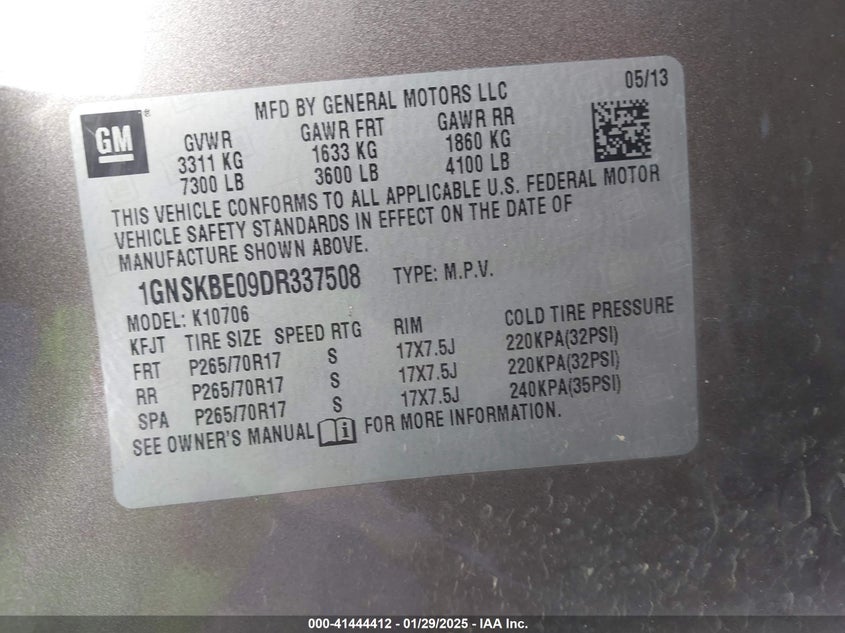 MFD BY GENERAL MOTORS LLC 05/13
GM ®
GVWR GAWR FRT GAWR RR
3311 KG 1633 KG 1860 KG
7300 LB 3600 LB 4100 LB
THIS VEHICLE CONFORMS TO ALL APPLICABLE U.S. FEDERAL MOTOR
VEHICLE SAFETY STANDARDS IN EFFECT ON THE DATE OF
MANUFACTURE SHOWN ABOVE.
1GNSKBE09DR337508 TYPE: M.P.V.
MODEL: K10706
KFJT TIRE SIZE SPEED RTG RIM COLD TIRE PRESSURE
FRT P265/70R17 S 17X7.5J 220KPA(32PSI)
RR P265/70R17 S 17X7.5J 220KPA(32PSI)
SPA P265/70R17 S 17X7.5J 240KPA(35PSI)
SEE OWNER'S MANUAL i FOR MORE INFORMATION.
000-41444412 - 01/29/2025 - IAA Inc.